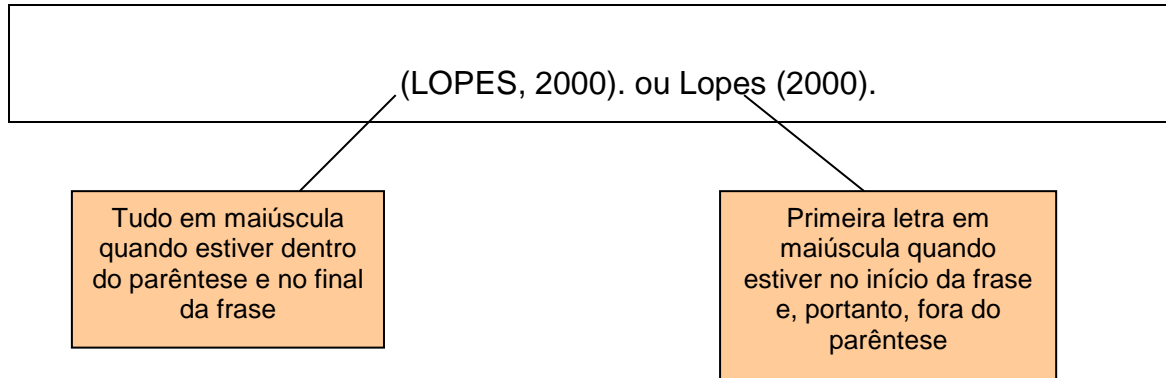 (LOPES, 2000). ou Lopes (2000).
Tudo em maiúscula
quando estiver dentro
do parêntese e no final
da frase
Primeira letra em
maiúscula quando
estiver no início da frase
e, portanto, fora do
parêntese